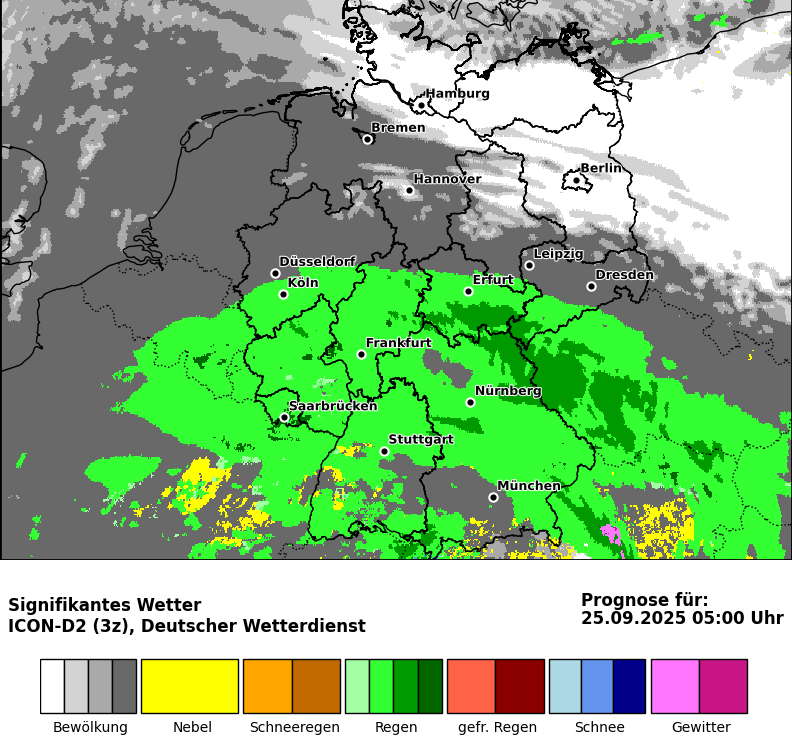 Hamburg
Bremen
Berlin
Hannover
Leipzig
Düsseldorf
Dresden
Köln
Erfurt
Frankfurt
Nürnberg
Saarbrücken
Stuttgart
München
Signifikantes Wetter
ICON-D2 (3z), Deutscher Wetterdienst
Prognose für:
25.09.2025 05:00 Uhr
Bewölkung
Nebel
Schneeregen
Regen
gefr. Regen
Schnee
Gewitter